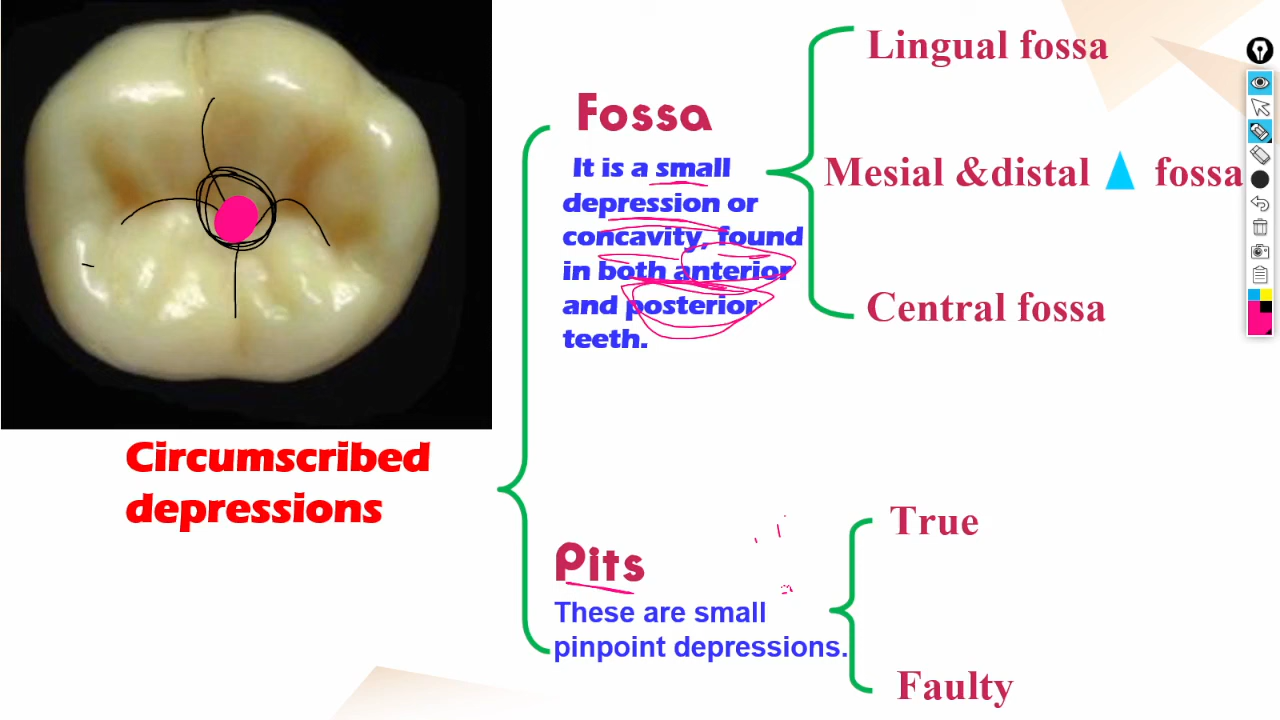 Lingual fossa
Fossa
It is a small
depression or
concavity, found
in both anterior
and posterior
teeth.
Mesial &distal fossa
Central fossa
Circumscribed
depressions
Pits
These are small
pinpoint depressions.
True
Faulty